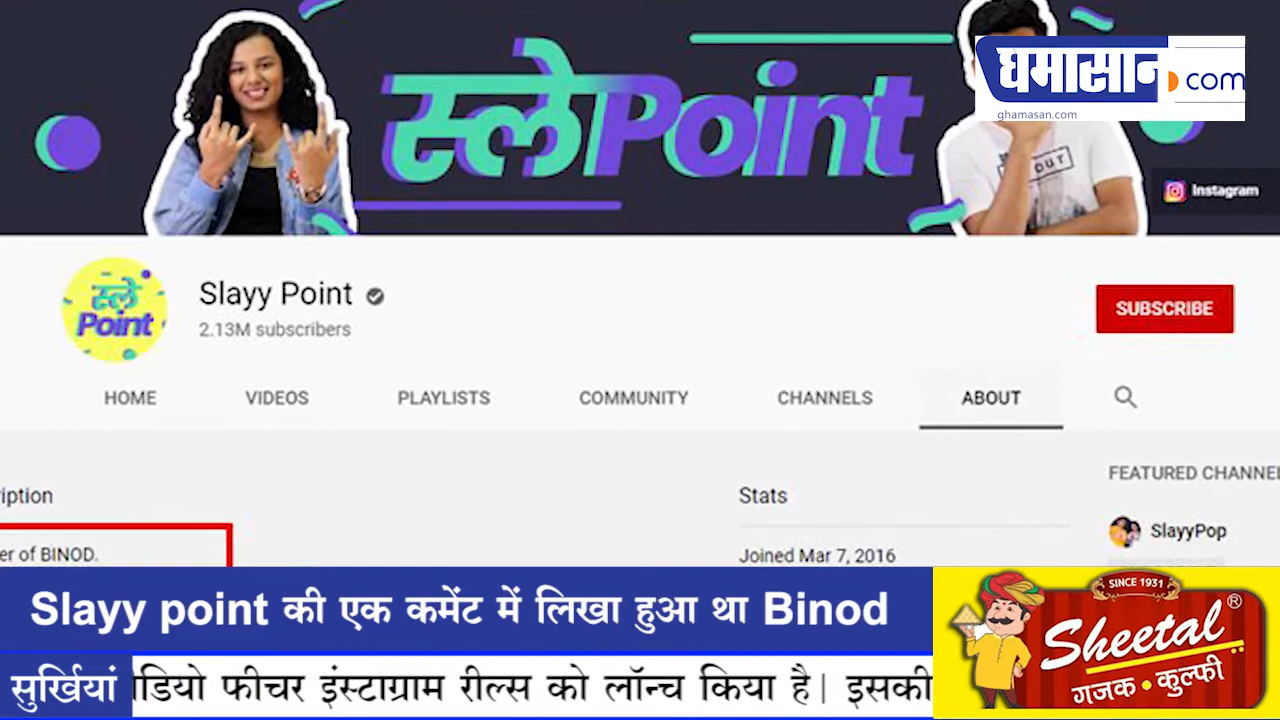 स्लेPoint
घमासान.com
ghamasan.com
Instagram
स्ले
Point
Slayy Point
2.13M subscribers
SUBSCRIBE
HOME VIDEOS PLAYLISTS COMMUNITY CHANNELS ABOUT
FEATURED CHANNEL
iption
Stats
SlayyPop
er of BINOD.
Joined Mar 7, 2016
Slayy point की एक कमेंट में लिखा हुआ था Binod
सुर्खियां
डियो फीचर इंस्टाग्राम रील्स को लॉन्च किया है। इसकी
SINCE 1931
Sheetal®
गजक • कुल्फी